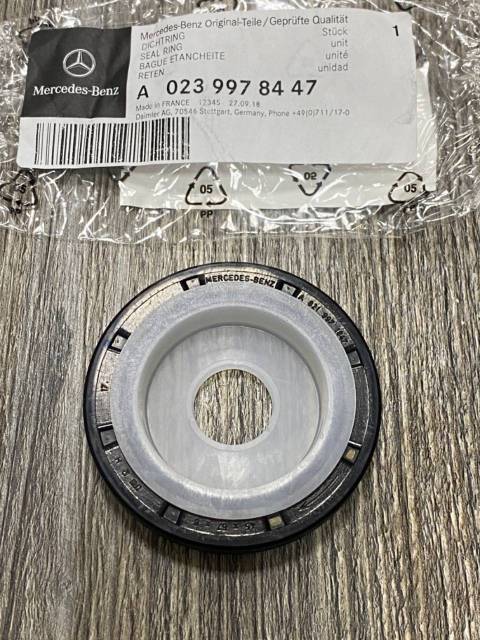 Mercedes-Benz Original-Teile/Geprüfte Qualität
DICHTRING Stück 1
SEAL RING unit
BAGUE ETANCHEITE unité
RETEN unidad
Mercedes-Benz
A 023 997 84 47
Made in FRANCE 12345 27.09.18
Daimler AG, 70546 Stuttgart, Germany, Phone +49(0)711/17-0
05
PP
02
05
PP
MERCEDES-BENZ
17.